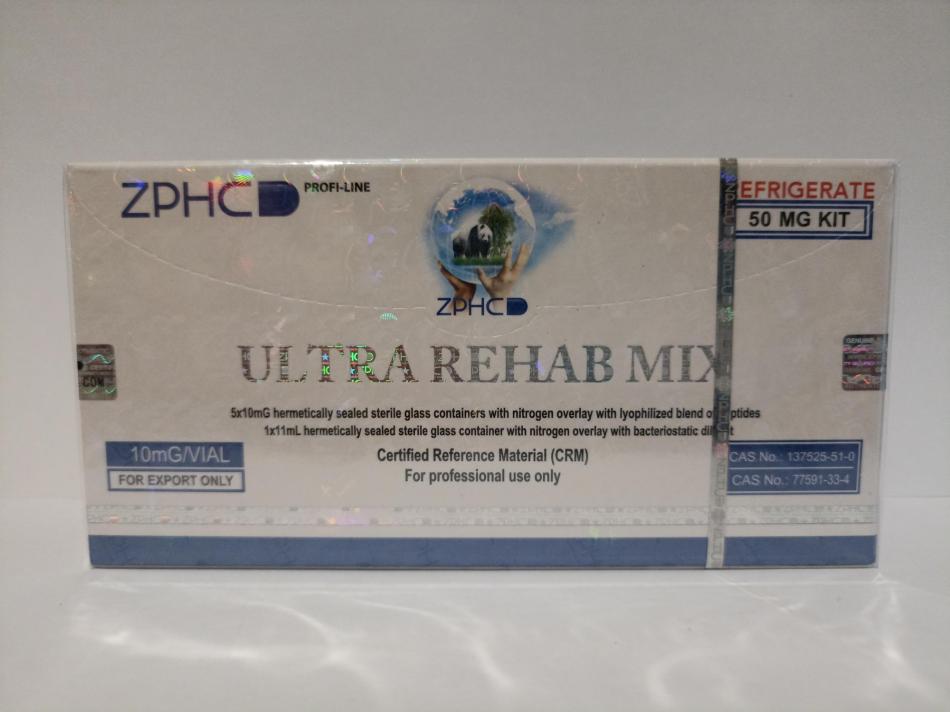 ZPHC PROFI-LINE
EFRIGERATE
50 MG KIT
ZPHC
ULTRA REHAB MIX
5x10mG hermetically sealed sterile glass containers with nitrogen overlay with lyophilized blend
1x11mL hermetically sealed sterile glass container with nitrogen overlay with bacteriostatic
Certified Reference Material (CRM)
For professional use only
10mG/VIAL
FOR EXPORT ONLY
CAS No.: 137525-51-0
CAS No.: 77591-33-4
COM
GENUINE